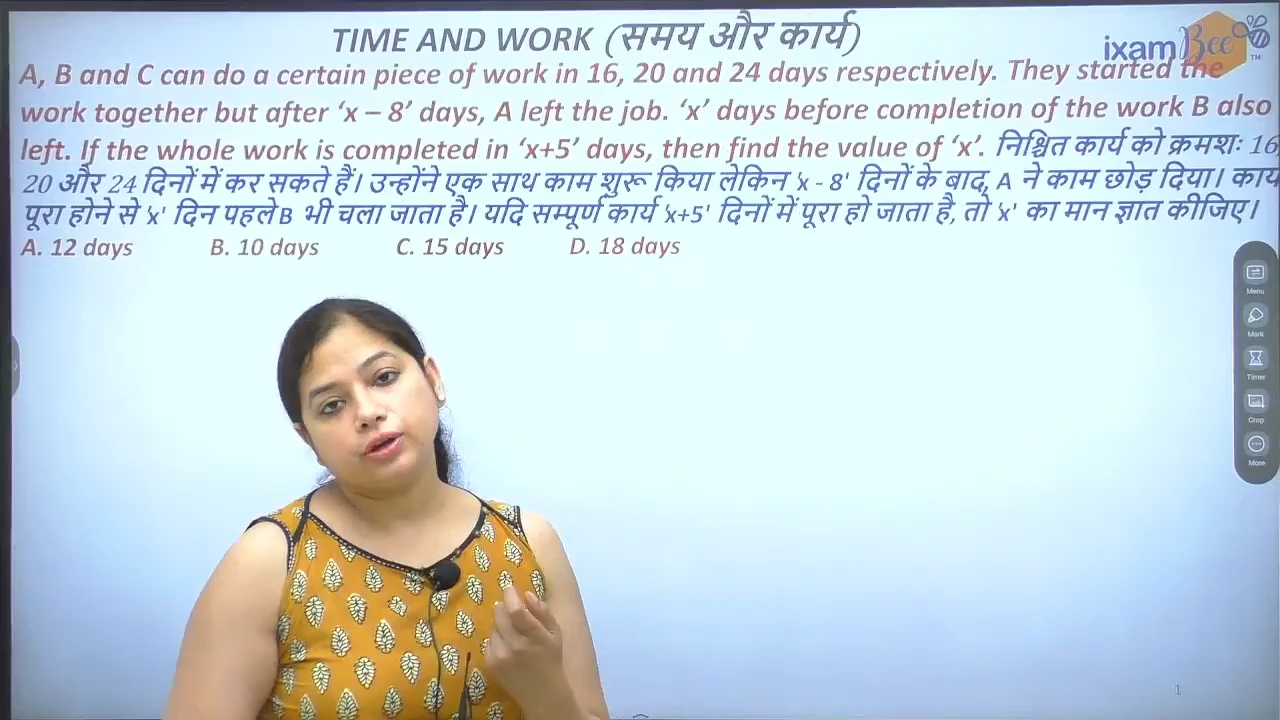 TIME AND WORK (समय और कार्य)
ixam Bee TM
A, B and C can do a certain piece of work in 16, 20 and 24 days respectively. They started the
work together but after ‘x – 8’ days, A left the job. ‘x’ days before completion of the work B also
left. If the whole work is completed in ‘x+5’ days, then find the value of ‘x’. निश्चित कार्य को क्रमशः 16
20 और 24 दिनों में कर सकते हैं। उन्होंने एक साथ काम शुरू किया लेकिन 'x - 8' दिनों के बाद, A ने काम छोड़ दिया। कार्य
पूरा होने से 'x' दिन पहले B भी चला जाता है। यदि सम्पूर्ण कार्य 'x+5' दिनों में पूरा हो जाता है, तो 'x' का मान ज्ञात कीजिए।
A. 12 days B. 10 days C. 15 days D. 18 days
Menu
Mark
Timer
Crop
More
1